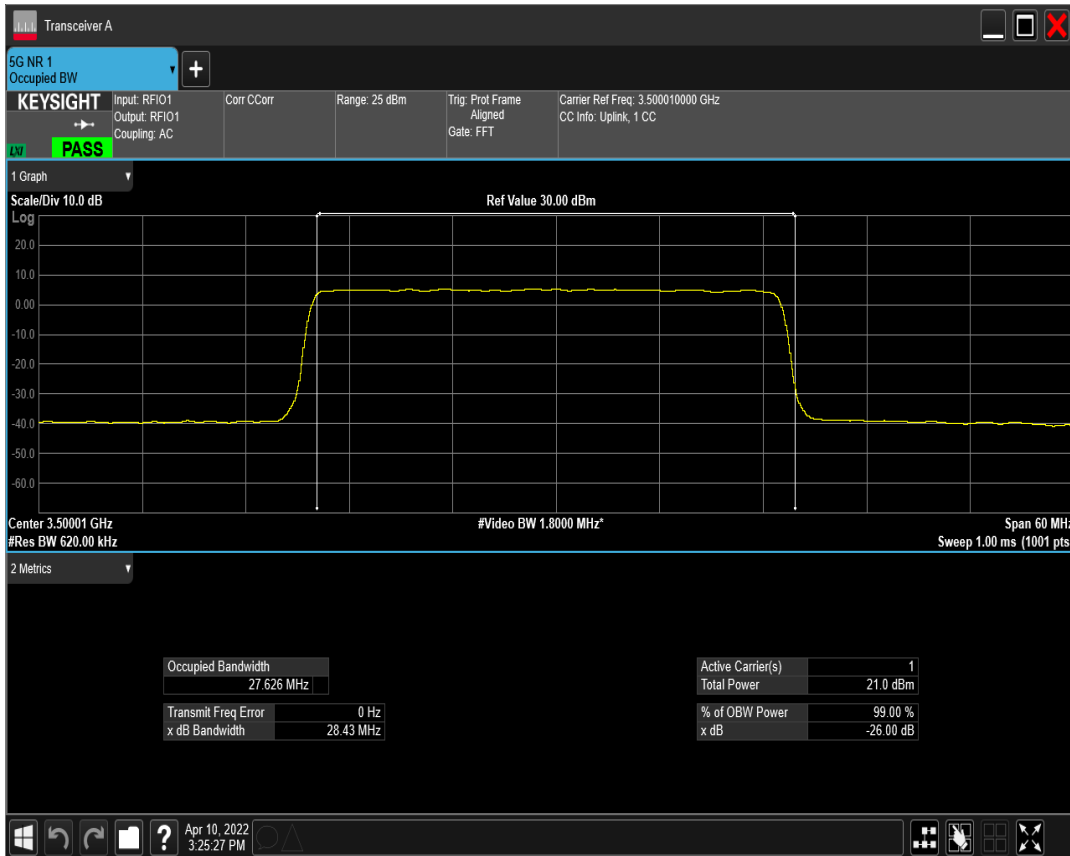 Transceiver A
5G NR 1
Occupied BW
KEYSIGHT
LXI
PASS
Input: RFIO1
Output: RFIO1
Coupling: AC
Corr CCorr
Range: 25 dBm
Trig: Prot Frame
Aligned
Gate: FFT
Carrier Ref Freq: 3.500010000 GHz
CC Info: Uplink, 1 CC
1 Graph
Scale/Div 10.0 dB
Ref Value 30.00 dBm
Log
20.0
10.0
0.00
-10.0
-20.0
-30.0
-40.0
-50.0
-60.0
Center 3.50001 GHz
#Video BW 1.8000 MHz*
Span 60 MHz
#Res BW 620.00 kHz
Sweep 1.00 ms (1001 pts
2 Metrics
Occupied Bandwidth
27.626 MHz
Transmit Freq Error 0 Hz
x dB Bandwidth 28.43 MHz
Active Carrier(s) 1
Total Power 21.0 dBm
% of OBW Power 99.00 %
x dB -26.00 dB
Apr 10, 2022
3:25:27 PM